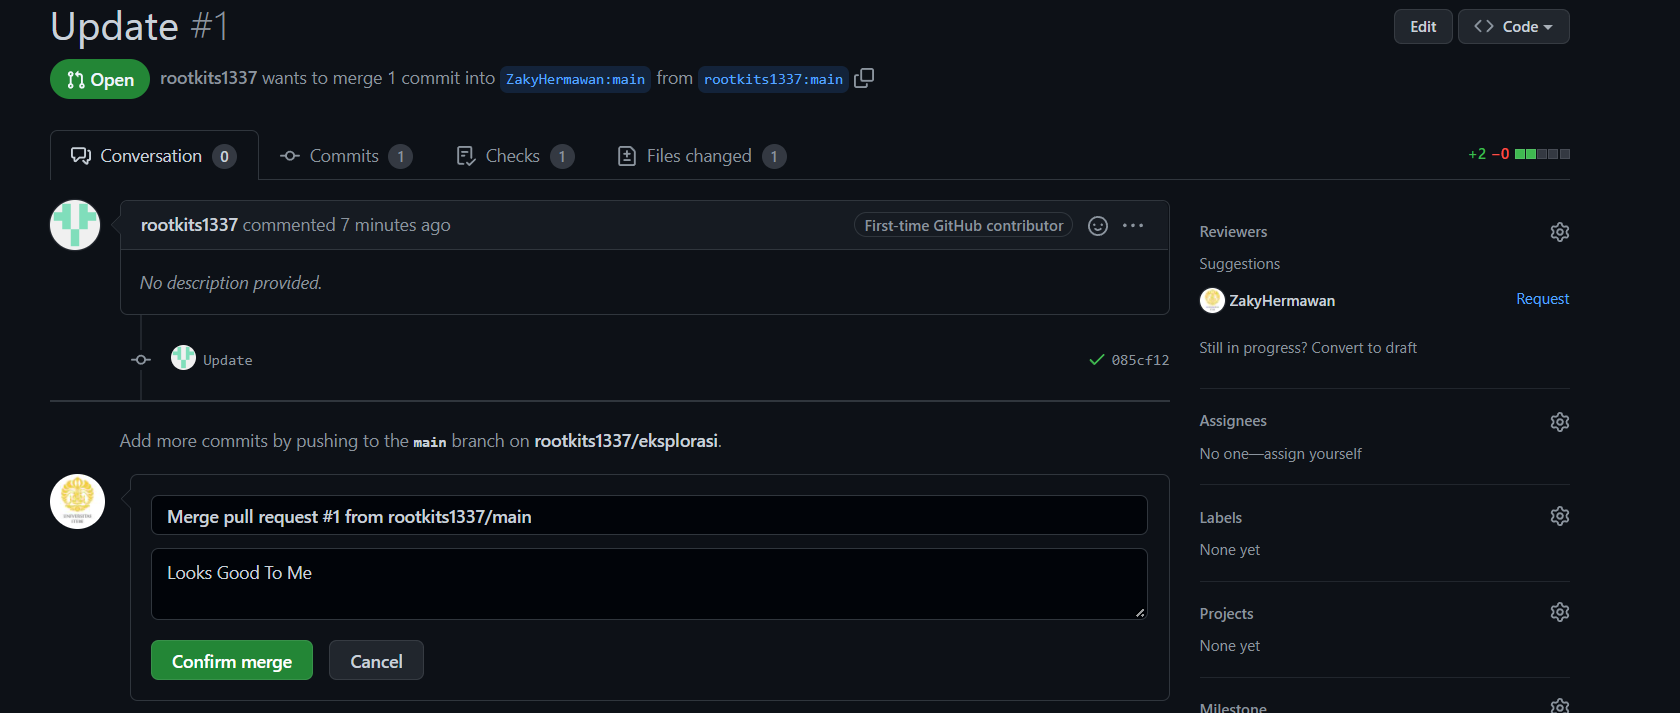 Update #1
Edit
Code
Open
rootkits1337 wants to merge 1 commit into ZakyHermawan:main from rootkits1337:main
Conversation 0
Commits 1
Checks 1
Files changed 1
+2 −0
rootkits1337 commented 7 minutes ago
First-time GitHub contributor
No description provided.
Update
085cf12
Add more commits by pushing to the main branch on rootkits1337/eksplorasi.
Merge pull request #1 from rootkits1337/main
Looks Good To Me
Confirm merge
Cancel
Reviewers
Suggestions
ZakyHermawan
Request
Still in progress? Convert to draft
Assignees
No one—assign yourself
Labels
None yet
Projects
None yet
Milestone